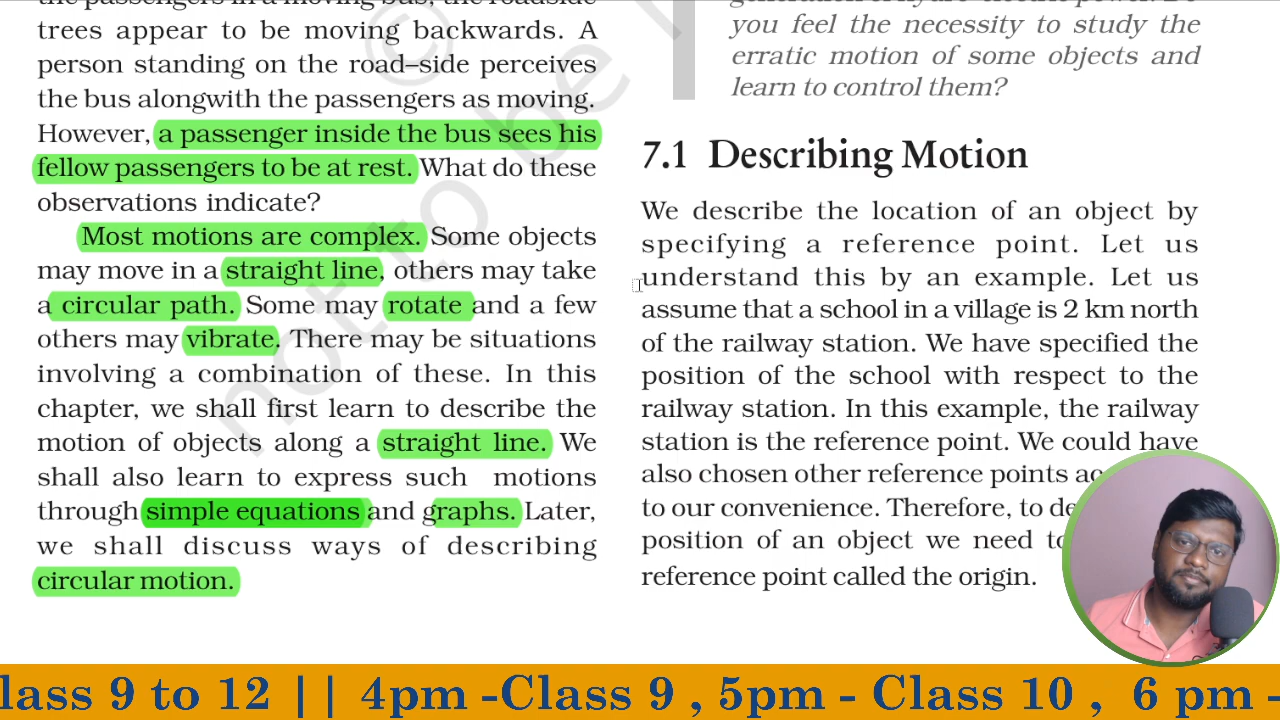 the passengers in a moving bus, the roadside
trees appear to be moving backwards. A
person standing on the road–side perceives
the bus alongwith the passengers as moving.
However, a passenger inside the bus sees his
fellow passengers to be at rest. What do these
observations indicate?
Most motions are complex. Some objects
may move in a straight line, others may take
a circular path. Some may rotate and a few
others may vibrate. There may be situations
involving a combination of these. In this
chapter, we shall first learn to describe the
motion of objects along a straight line. We
shall also learn to express such motions
through simple equations and graphs. Later,
we shall discuss ways of describing
circular motion.
you feel the necessity to study the
erratic motion of some objects and
learn to control them?
7.1 Describing Motion
We describe the location of an object by
specifying a reference point. Let us
understand this by an example. Let us
assume that a school in a village is 2 km north
of the railway station. We have specified the
position of the school with respect to the
railway station. In this example, the railway
station is the reference point. We could have
also chosen other reference points
to our convenience. Therefore, to
position of an object we need
reference point called the origin.
© not to be
lass 9 to 12 || 4pm -Class 9 , 5pm - Class 10 , 6 pm -